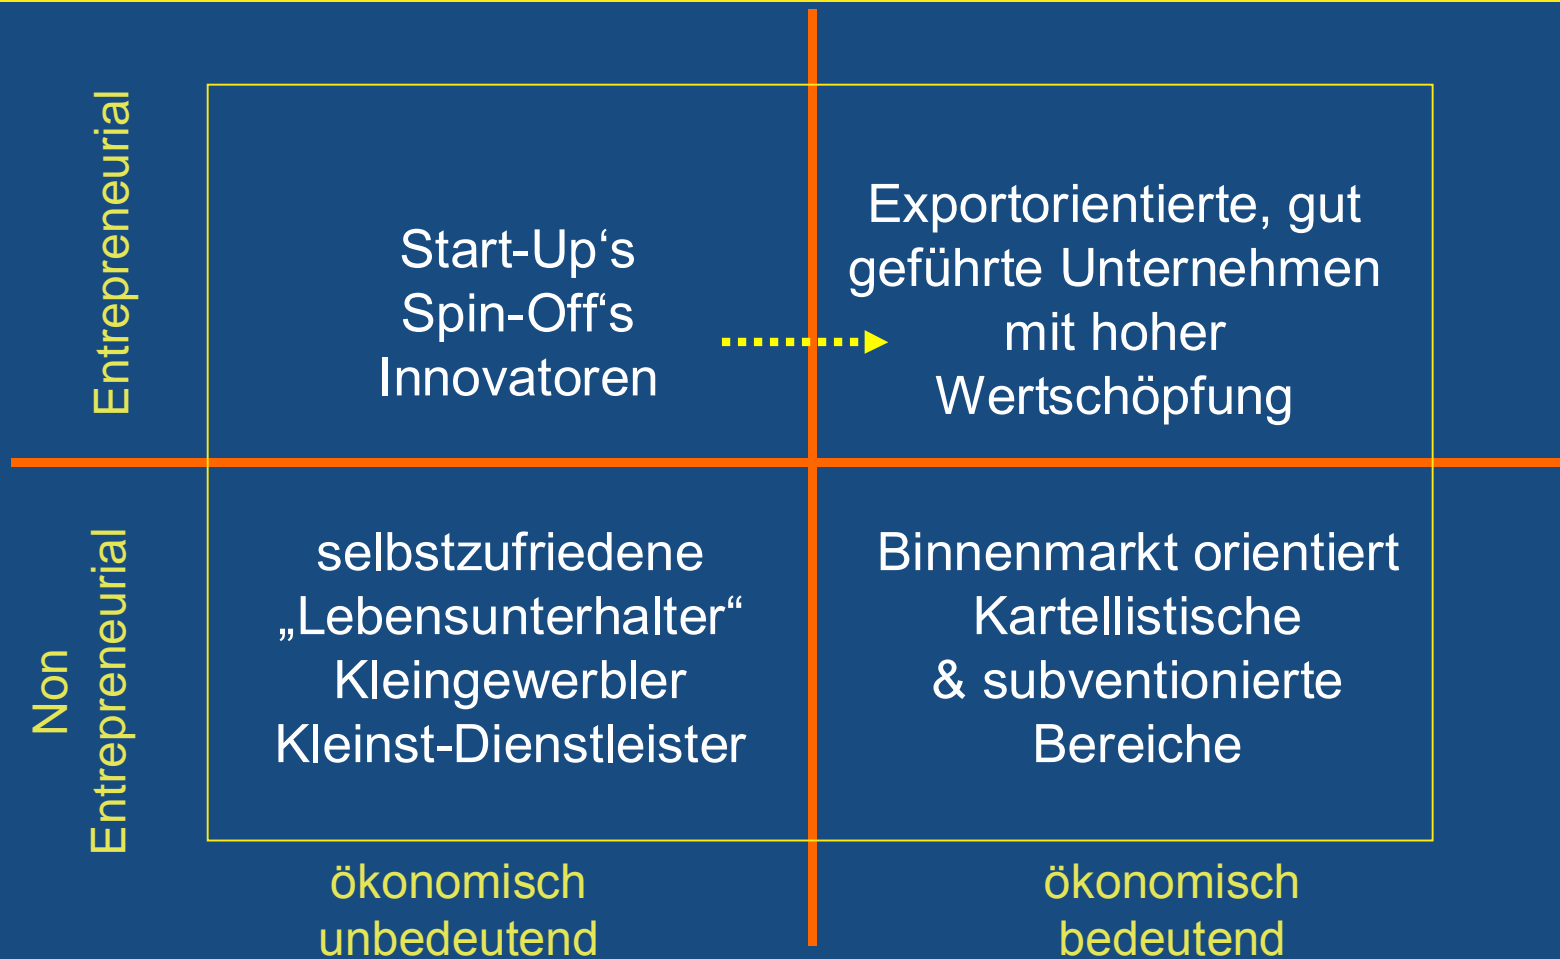 Entrepreneurial
Start-Up‘s
Spin-Off‘s
Innovatoren
Exportorientierte, gut
geführte Unternehmen
mit hoher
Wertschöpfung
Non
Entrepreneurial
selbstzufriedene
„Lebensunterhalter“
Kleingewerbler
Kleinst-Dienstleister
Binnenmarkt orientiert
Kartellistische
& subventionierte
Bereiche
ökonomisch
unbedeutend
ökonomisch
bedeutend